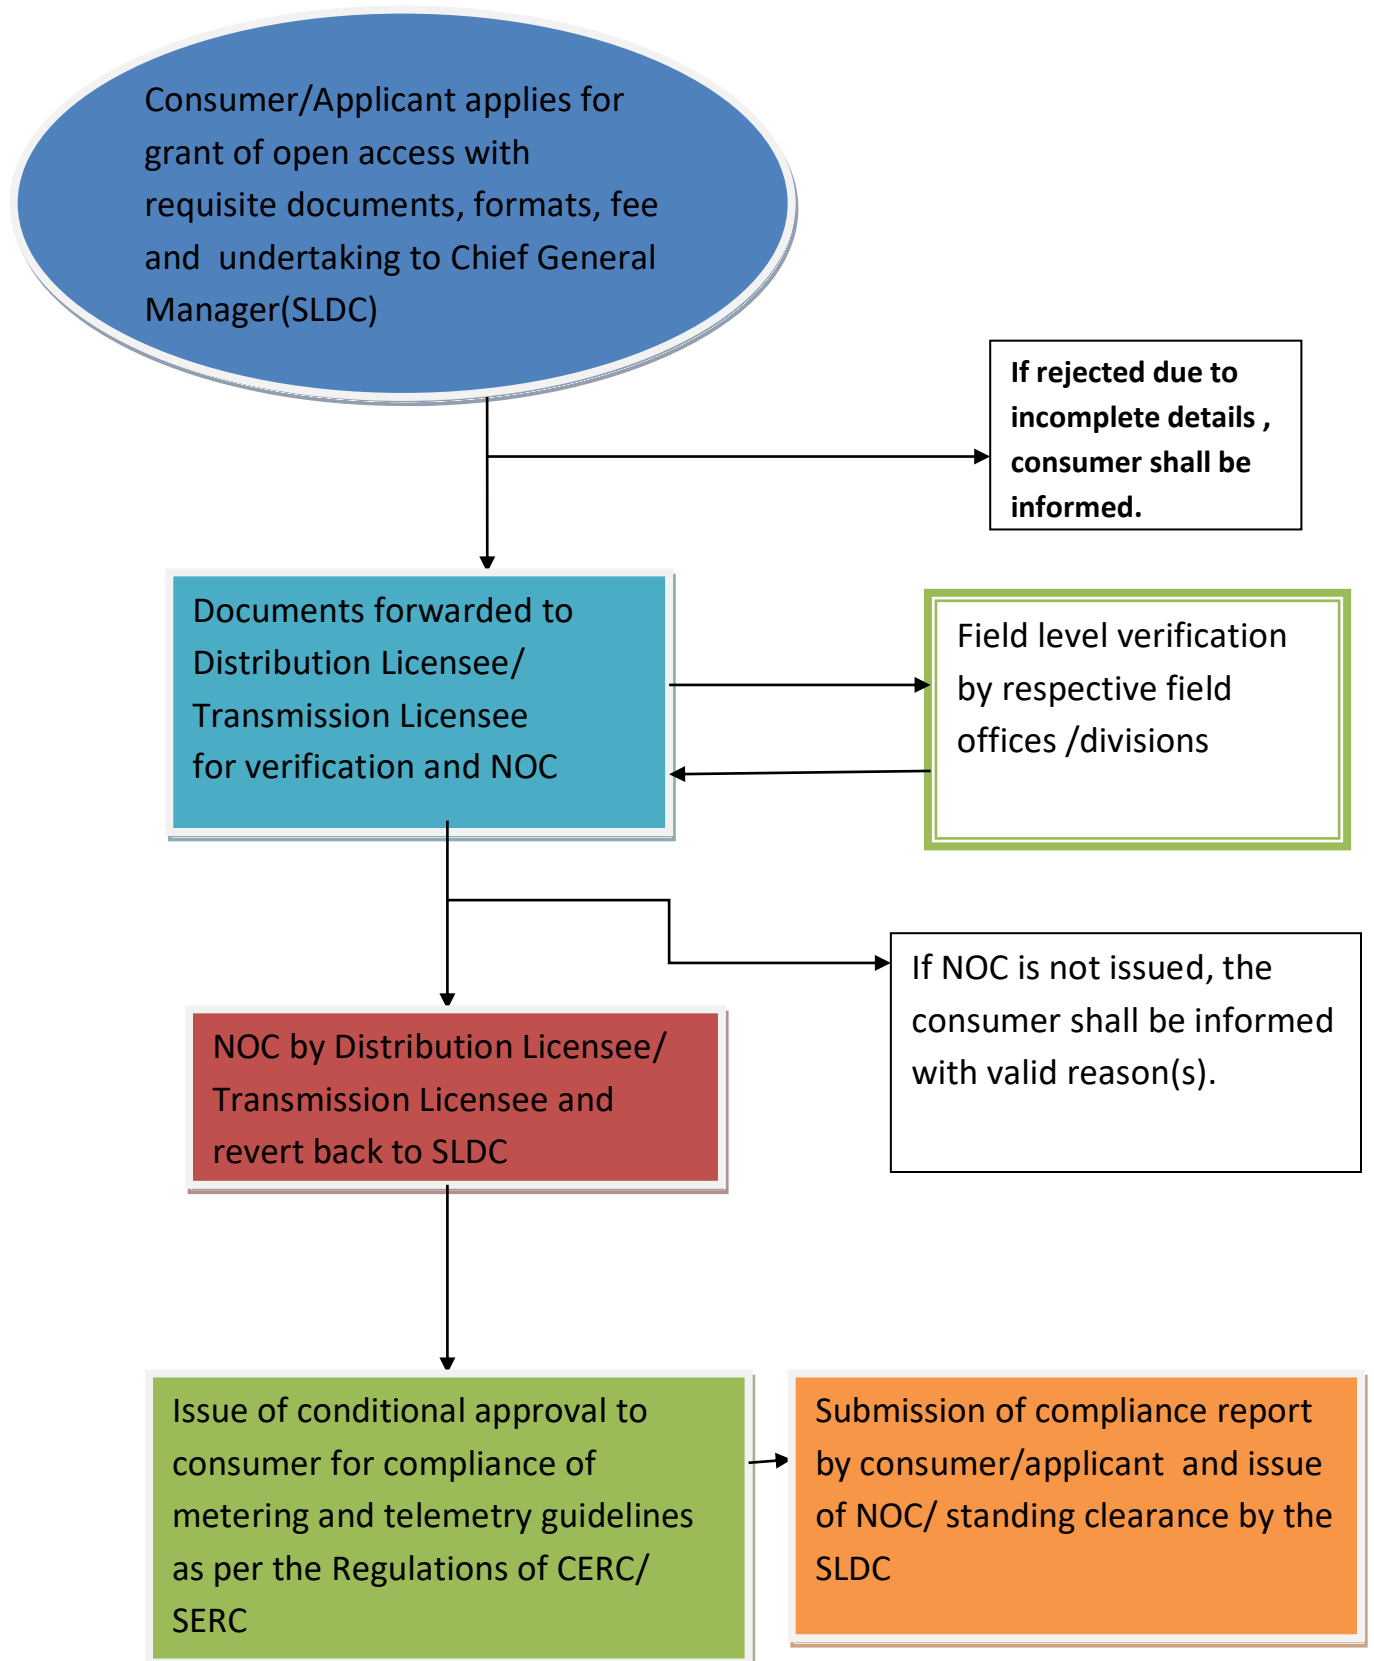 Consumer/Applicant applies for
grant of open access with
requisite documents, formats, fee
and  undertaking to Chief General
Manager(SLDC)
If rejected due to
incomplete details ,
consumer shall be
informed.
Documents forwarded to
Distribution Licensee/
Transmission Licensee
for verification and NOC
Field level verification
by respective field
offices /divisions
If NOC is not issued, the
consumer shall be informed
with valid reason(s).
NOC by Distribution Licensee/
Transmission Licensee and
revert back to SLDC
Issue of conditional approval to
consumer for compliance of
metering and telemetry guidelines
as per the Regulations of CERC/
SERC
Submission of compliance report
by consumer/applicant  and issue
of NOC/ standing clearance by the
SLDC